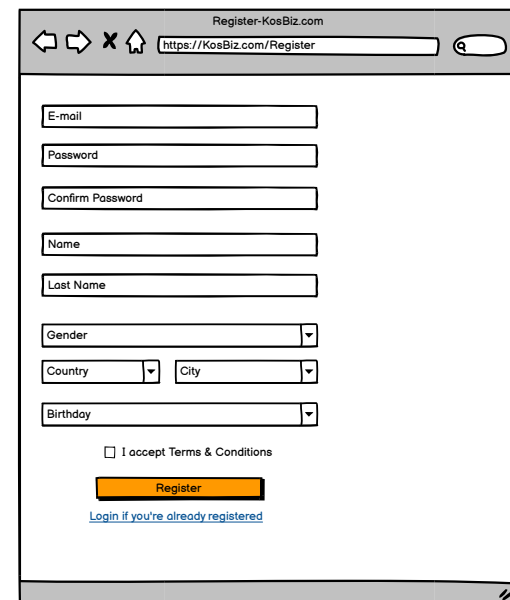 Register-KosBiz.com
https://KosBiz.com/Register
E-mail
Password
Confirm Password
Name
Last Name
Gender
Country City
Birthday
I accept Terms & Conditions
Register
Login if you're already registered